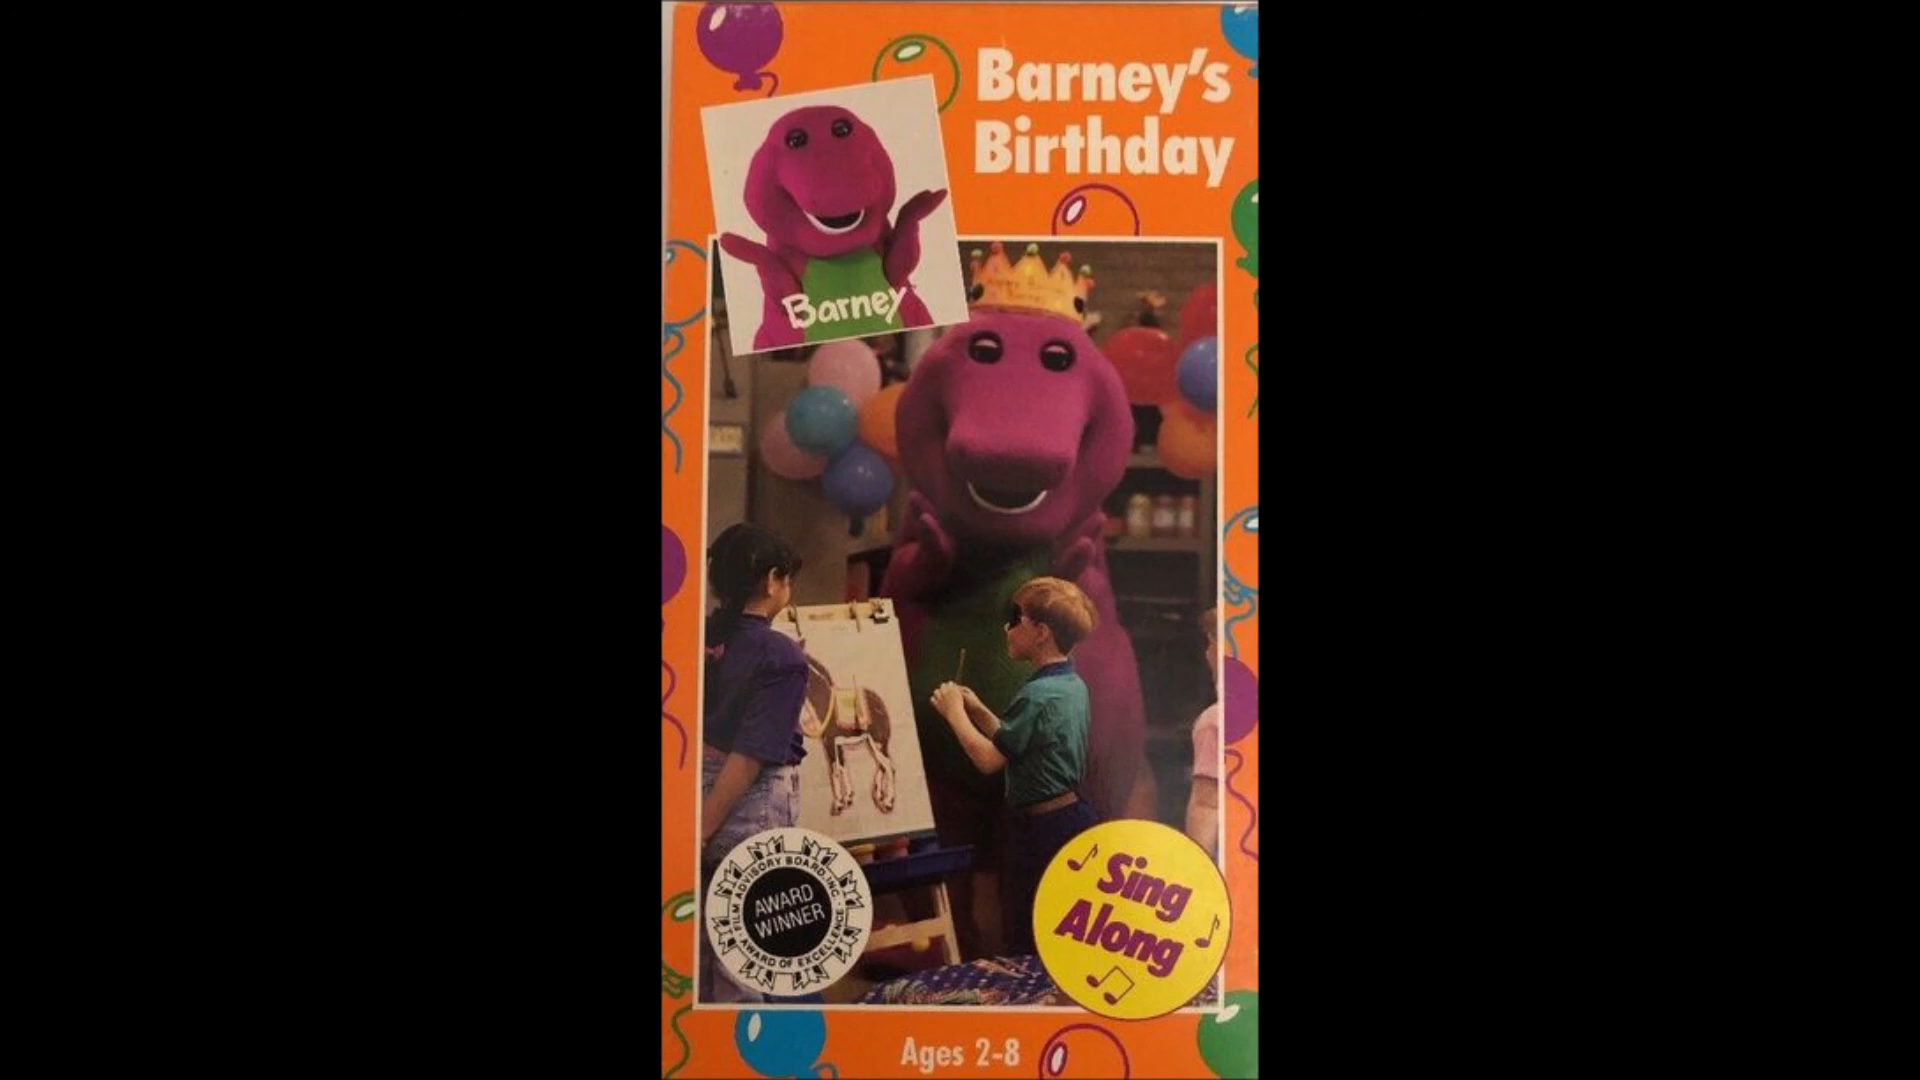 Barney's
Birthday
Barney
FILM ADVISORY BOARD, INC.
AWARD
WINNER
AWARD OF EXCELLENCE
Sing
Along
Ages 2-8